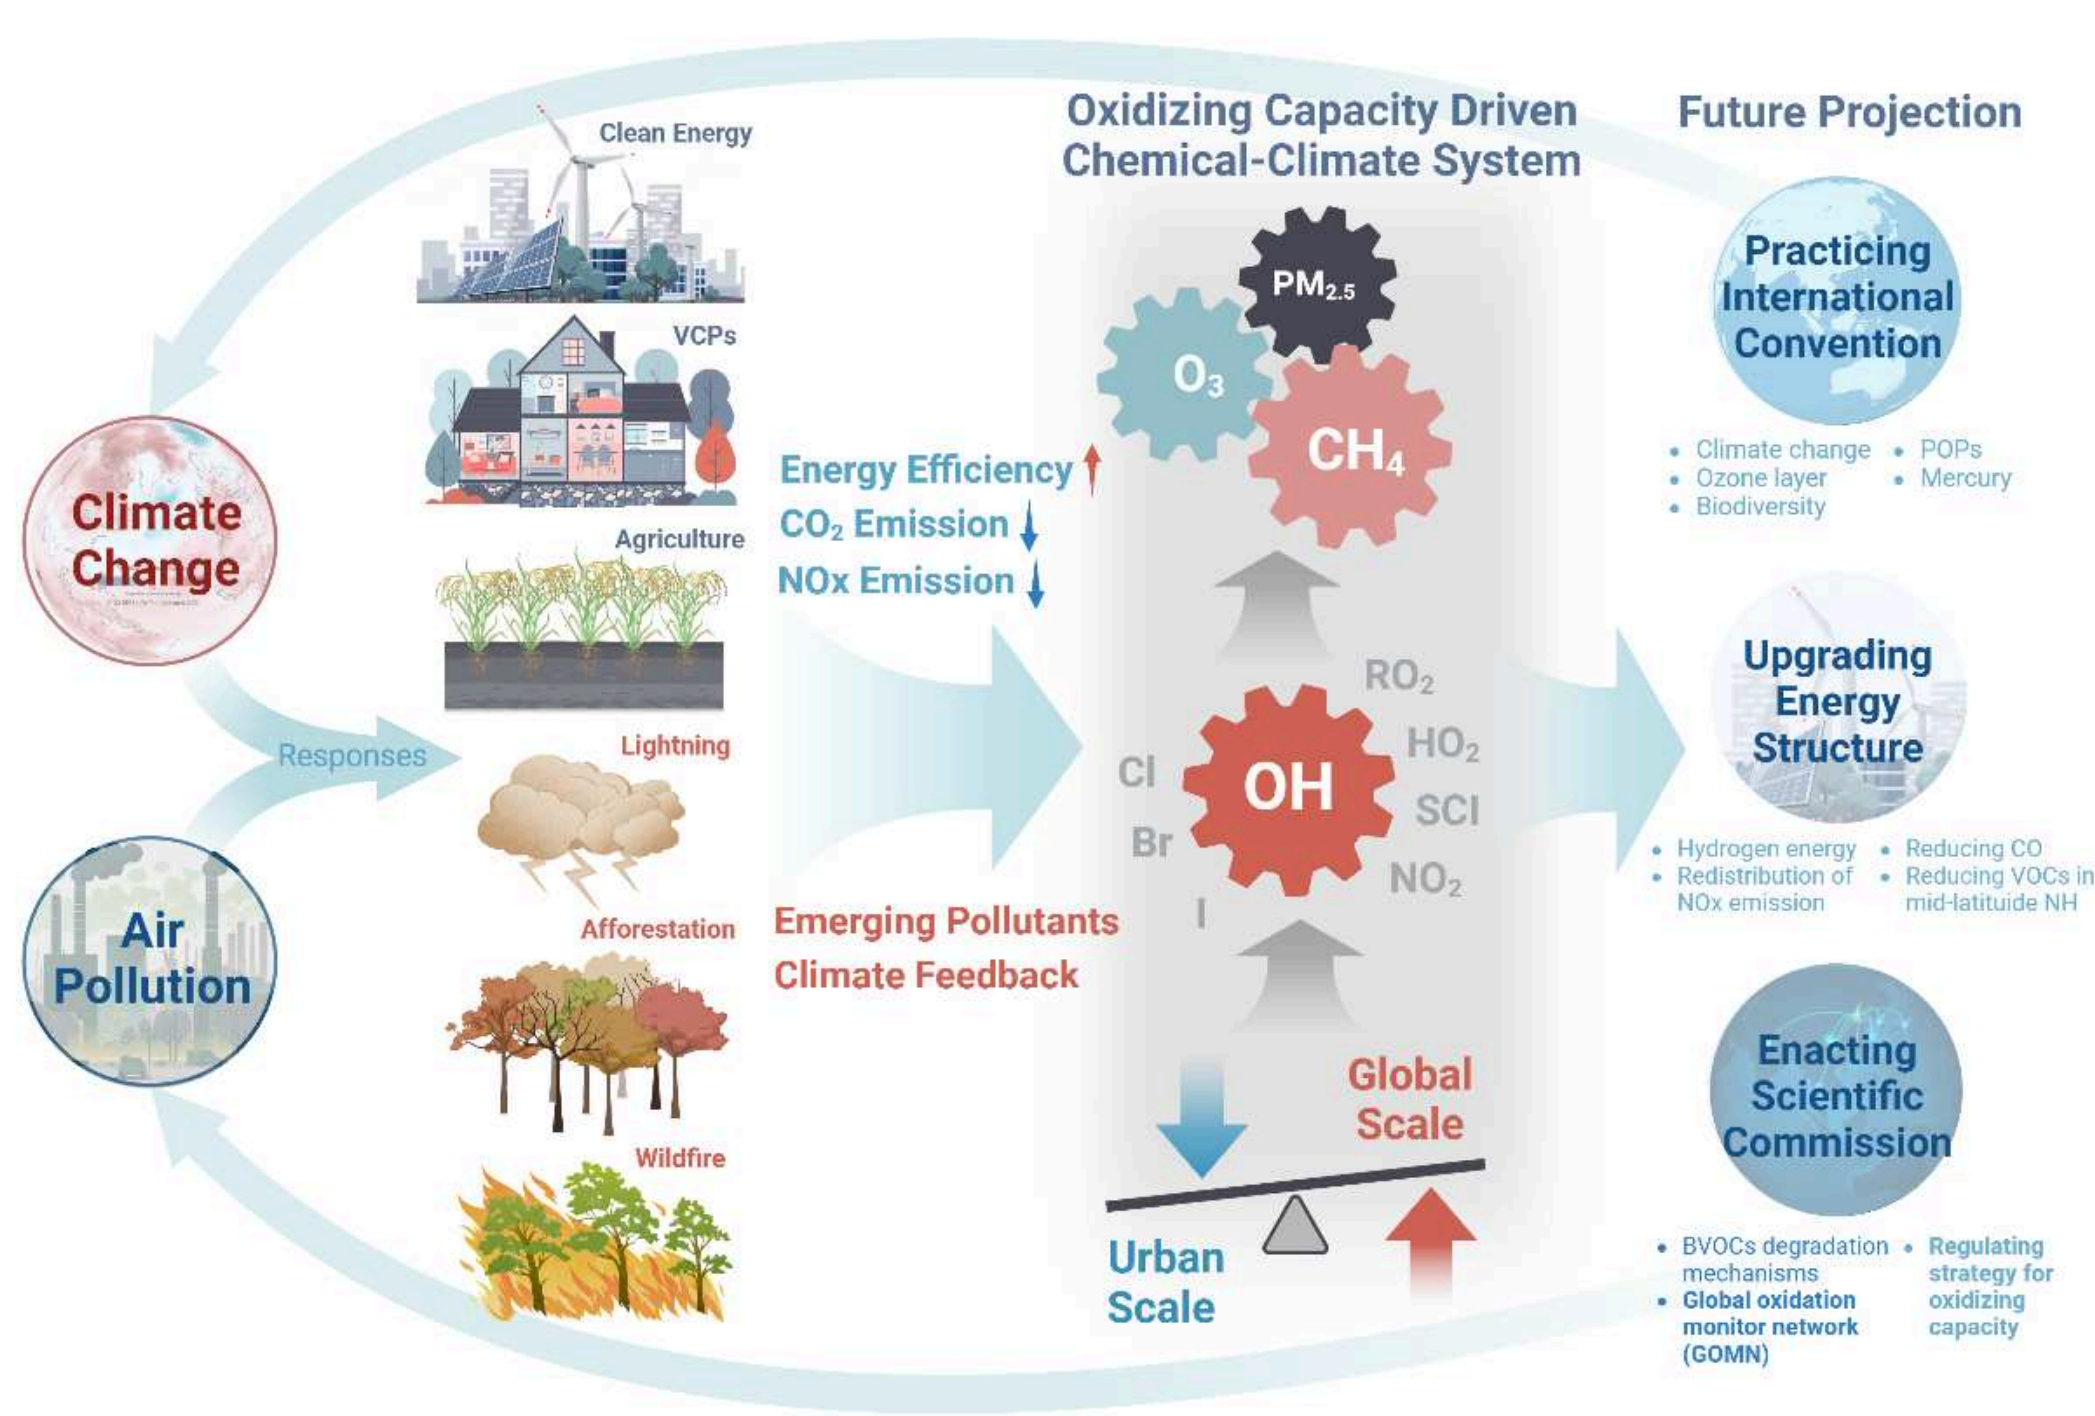 Oxidizing Capacity Driven
Chemical-Climate System
Future Projection
Clean Energy
VCPs
Agriculture
Lightning
Afforestation
Wildfire
Climate
Change
Responses
Air
Pollution
Energy Efficiency
CO₂ Emission
NOx Emission
Emerging Pollutants
Climate Feedback
PM₂.₅
O₃
CH₄
RO₂
HO₂
Cl
OH
SCI
Br
NO₂
I
Global
Scale
Urban
Scale
Practicing
International
Convention
• Climate change
• Ozone layer
• Biodiversity
• POPs
• Mercury
Upgrading
Energy
Structure
• Hydrogen energy
• Redistribution of
NOx emission
• Reducing CO
• Reducing VOCs in
mid-latituide NH
Enacting
Scientific
Commission
• BVOCs degradation
mechanisms
• Global oxidation
monitor network
(GOMN)
• Regulating
strategy for
oxidizing
capacity